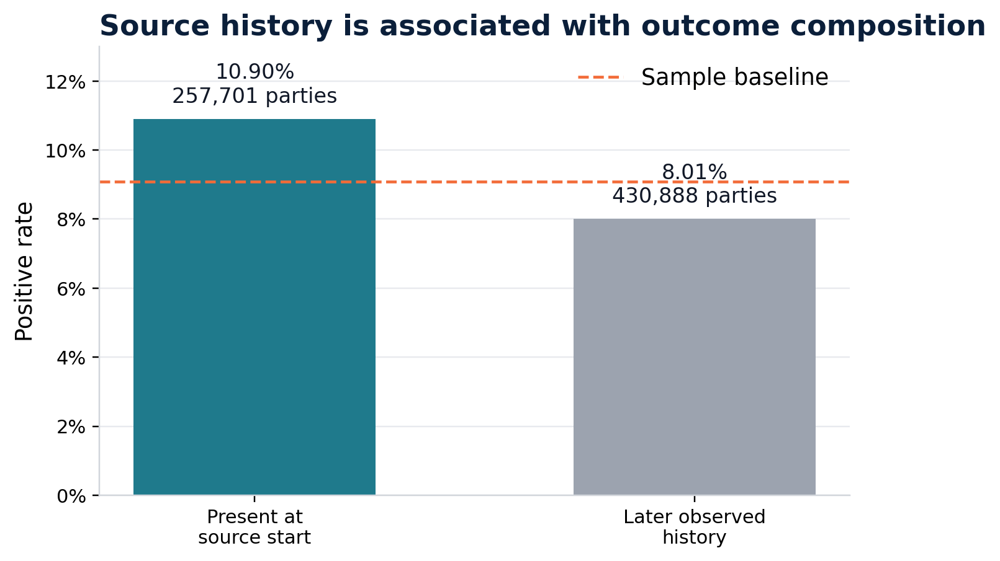 Source history is associated with outcome composition
10.90%
257,701 parties
Sample baseline
8.01%
430,888 parties
Positive rate
12%
10%
8%
6%
4%
2%
0%
Present at
source start
Later observed
history